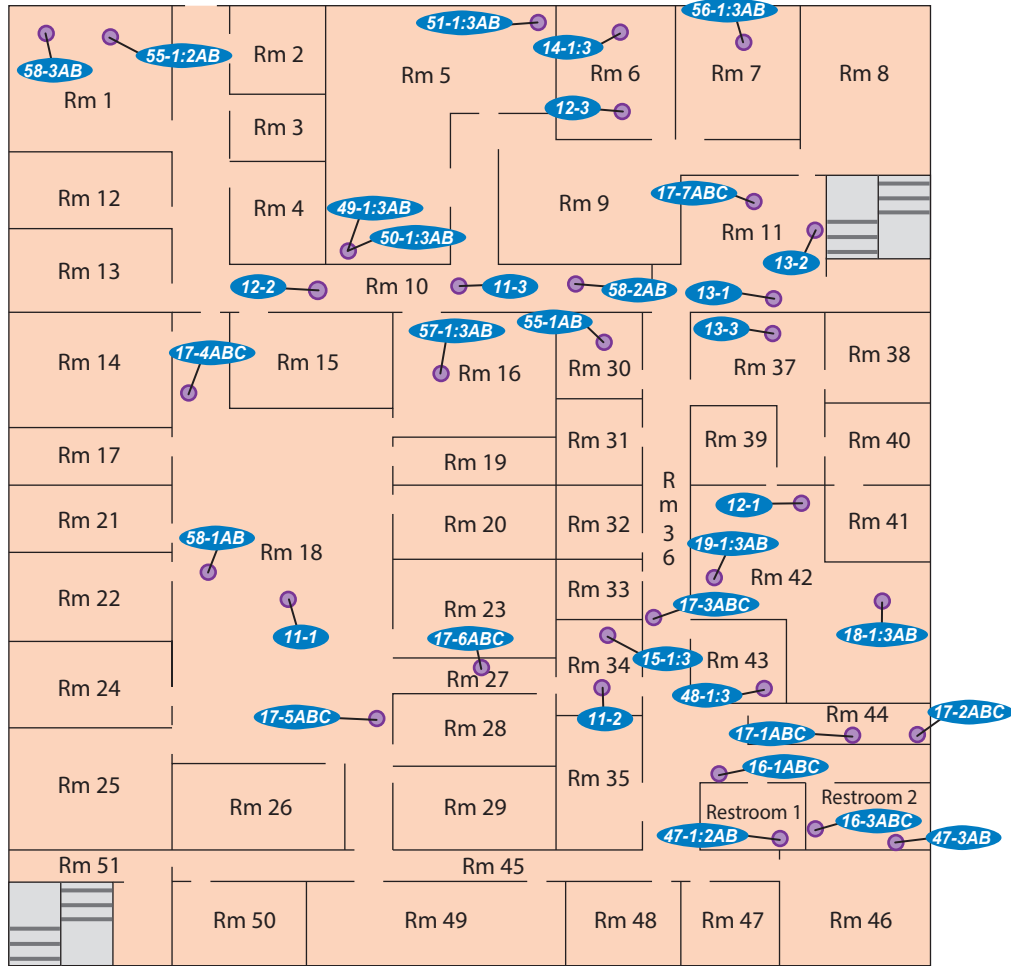 51-1:3AB
56-1:3AB
14-1:3
55-1:2AB
58-3AB
Rm 1
Rm 2
Rm 5
Rm 6
Rm 7
Rm 8
12-3
Rm 3
Rm 12
Rm 4
49-1:3AB
50-1:3AB
Rm 9
17-7ABC
Rm 11
13-2
Rm 13
12-2
Rm 10
11-3
58-2AB
13-1
Rm 14
17-4ABC
Rm 15
57-1:3AB
Rm 16
55-1AB
Rm 30
13-3
Rm 37
Rm 38
Rm 17
Rm 19
Rm 31
Rm 39
Rm 40
Rm 21
58-1AB
Rm 18
Rm 20
Rm 32
Rm 36
12-1
Rm 41
19-1:3AB
Rm 42
Rm 22
11-1
Rm 23
Rm 33
17-3ABC
18-1:3AB
17-6ABC
Rm 34
15-1:3
Rm 43
48-1:3
Rm 24
Rm 27
11-2
17-5ABC
Rm 28
Rm 44
17-1ABC
17-2ABC
Rm 25
Rm 26
Rm 29
Rm 35
16-1ABC
Restroom 1
Restroom 2
16-3ABC
47-1:2AB
47-3AB
Rm 51
Rm 45
Rm 50
Rm 49
Rm 48
Rm 47
Rm 46